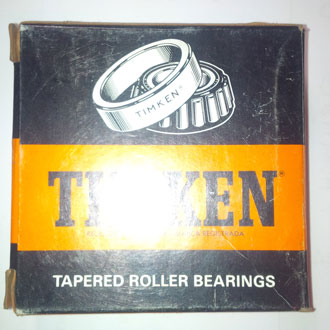 TIMKEN
TIMKEN®
TAPERED ROLLER BEARINGS